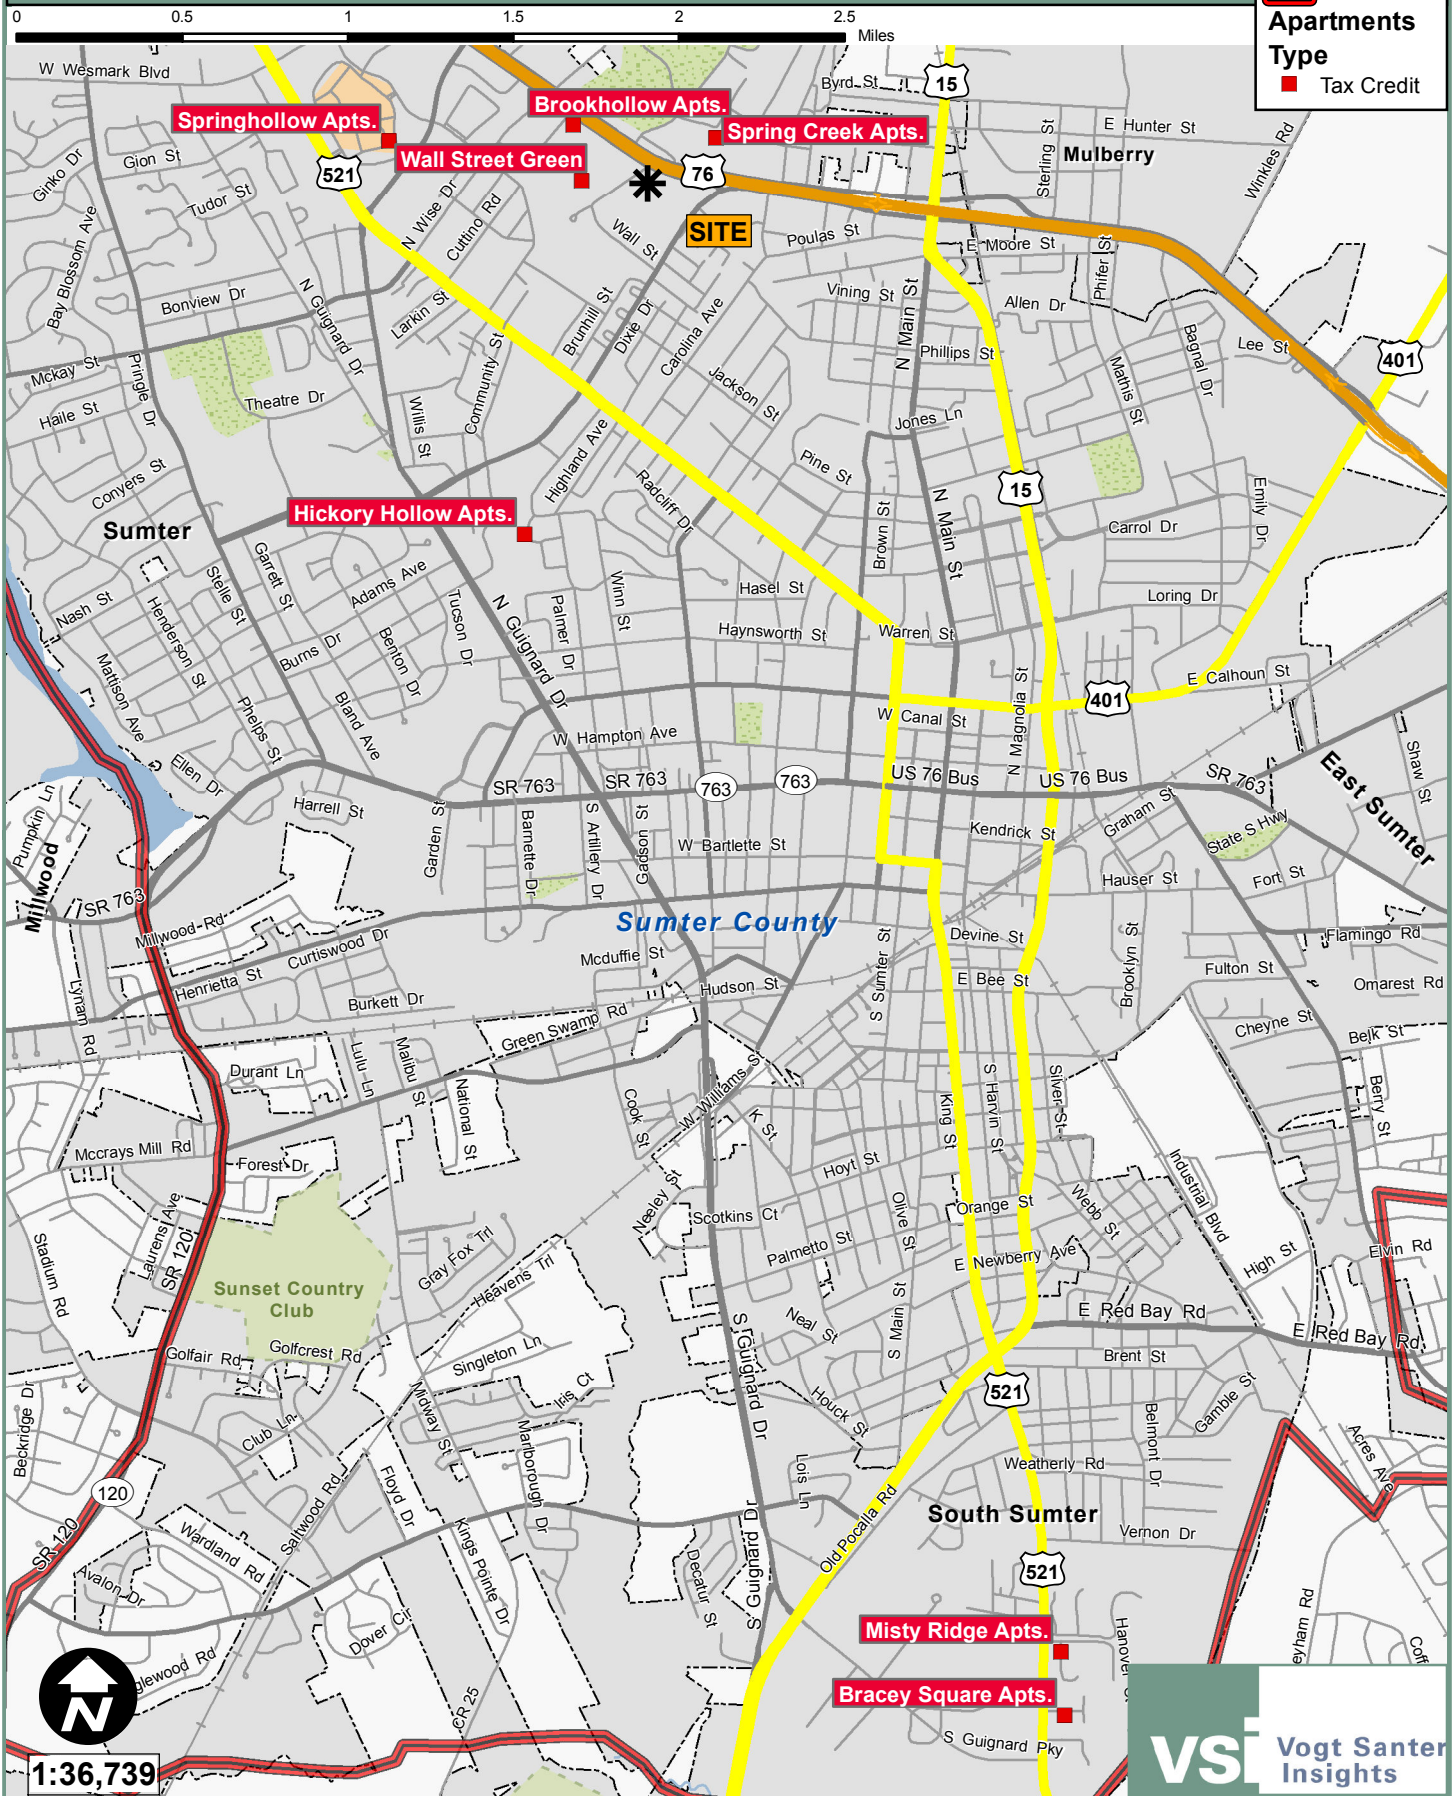 0 0.5 1 1.5 2 2.5
Miles
Apartments
Type
Tax Credit
W Wesmark Blvd
Byrd St
15
Springhollow Apts.
Brookhollow Apts.
Spring Creek Apts.
Wall Street Green
E Hunter St
Mulberry
Sterling St
Winkles Rd
Ginko Dr
Gion St
521
76
Tudor St
N Wise Dr
Cuttino Rd
Wall St
SITE
Poulas St
E Moore St
Phifer St
Bay Blossom Ave
Bonview Dr
N Guignard Dr
Larkin St
Brunhill St
Dixie Dr
Carolina Ave
Vining St
N Main St
Allen Dr
Phillips St
Bagnal Dr
Lee St
401
Mckay St
Pringle Dr
Haile St
Theatre Dr
Willis St
Community St
Jackson St
Mathis St
Jones Ln
Conyers St
Highland Ave
Radcliff Dr
Pine St
15
Hickory Hollow Apts.
Sumter
Brown St
N Main St
Carrol Dr
Emily Dr
Garrett St
Stelle St
Adams Ave
Nash St
Henderson St
Tucson Dr
N Guignard Dr
Palmer Dr
Winn St
Hasel St
Loring Dr
Haynsworth St
Warren St
Burns Dr
Benton Dr
Mattison Ave
Phelps St
Bland Ave
N Magnolia St
E Calhoun St
401
W Canal St
W Hampton Ave
Ellen Dr
SR 763
SR 763
763
763
US 76 Bus
US 76 Bus
SR 763
East Sumter
Shaw St
Pumpkin Ln
Harrell St
Garden St
Barnette Dr
S Artillery Dr
Gadson St
W Bartlette St
Kendrick St
Graham St
State S Hwy
Millwood
SR 763
Hauser St
Fort St
Millwood Rd
Sumter County
Curtiswood Dr
Mcduffie St
Devine St
Flamingo Rd
Henrietta St
Hudson St
S Sumter St
E Bee St
Brooklyn St
Fulton St
Omarest Rd
Lynam Rd
Burkett Dr
Green Swamp Rd
Cheyne St
Belk St
Lulu Ln
Malibu St
Durant Ln
National St
Cook St
W Williams S
K St
King St
S Harvin St
Silver St
Berry St
Mccrays Mill Rd
Forest Dr
Hoyt St
Industrial Blvd
Laurens Ave
SR 120
Neeley St
Scotkins Ct
Olive St
Orange St
Webb St
Stadium Rd
Gray Fox Trl
Palmetto St
E Newberry Ave
High St
Elvin Rd
Sunset Country
Club
Heavens Trl
S Guignard Dr
Neal St
S Main St
E Red Bay Rd
E Red Bay Rd
Golfair Rd
Golfcrest Rd
Singleton Ln
Brent St
Beckridge Dr
Club Ln
Midway St
Iris Ct
Houck St
521
Belmont Dr
Gamble St
Acres Ave
Marlborough Dr
Lois Ln
Weatherly Rd
120
Saltwood Rd
Floyd Dr
Old Pocalla Rd
South Sumter
SR 120
Wardland Rd
Kings Pointe Dr
S Guignard Dr
Vernon Dr
Avalon Dr
Decatur St
521
Dover Cir
Misty Ridge Apts.
Hanover
eyham Rd
Coff
glewood Rd
N
CR 25
Bracey Square Apts.
S Guignard Pky
1:36,739
vsi
Vogt Santer
Insights